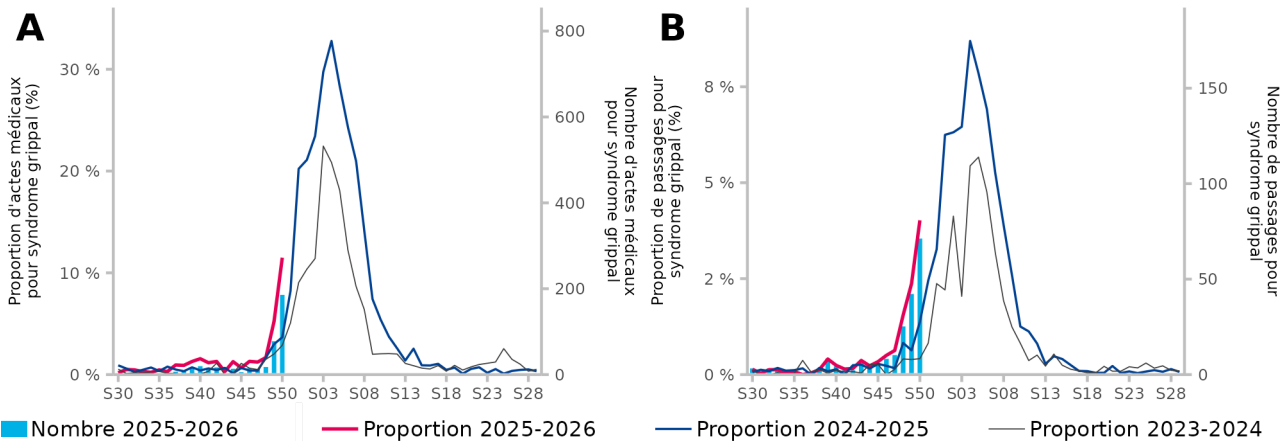 A
B
Proportion d'actes médicaux
pour syndrome grippal (%)
30 %
20 %
10 %
0 %
800
600
400
200
0
Nombre d'actes médicaux
pour syndrome grippal
S30 S35 S40 S45 S50 S03 S08 S13 S18 S23 S28
Proportion de passages pour
syndrome grippal (%)
8 %
5 %
2 %
0 %
150
100
50
0
Nombre de passages pour
syndrome grippal
S30 S35 S40 S45 S50 S03 S08 S13 S18 S23 S28
Nombre 2025-2026 Proportion 2025-2026 Proportion 2024-2025 Proportion 2023-2024